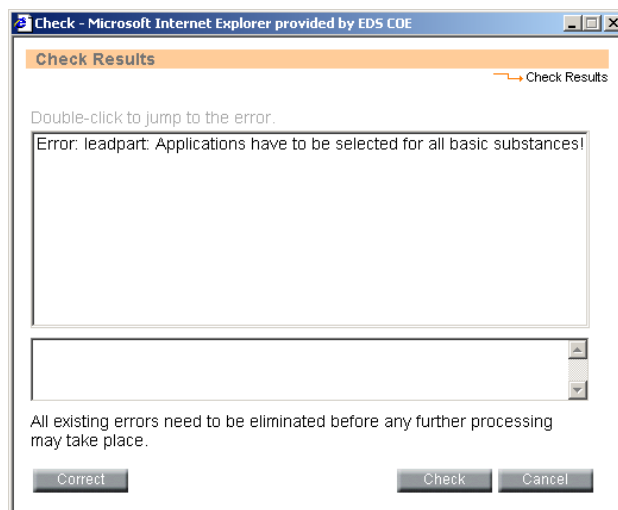 Check - Microsoft Internet Explorer provided by EDS COE
Check Results
Check Results
Double-click to jump to the error.
Error: leadpart: Applications have to be selected for all basic substances!
All existing errors need to be eliminated before any further processing
may take place.
Correct Check Cancel